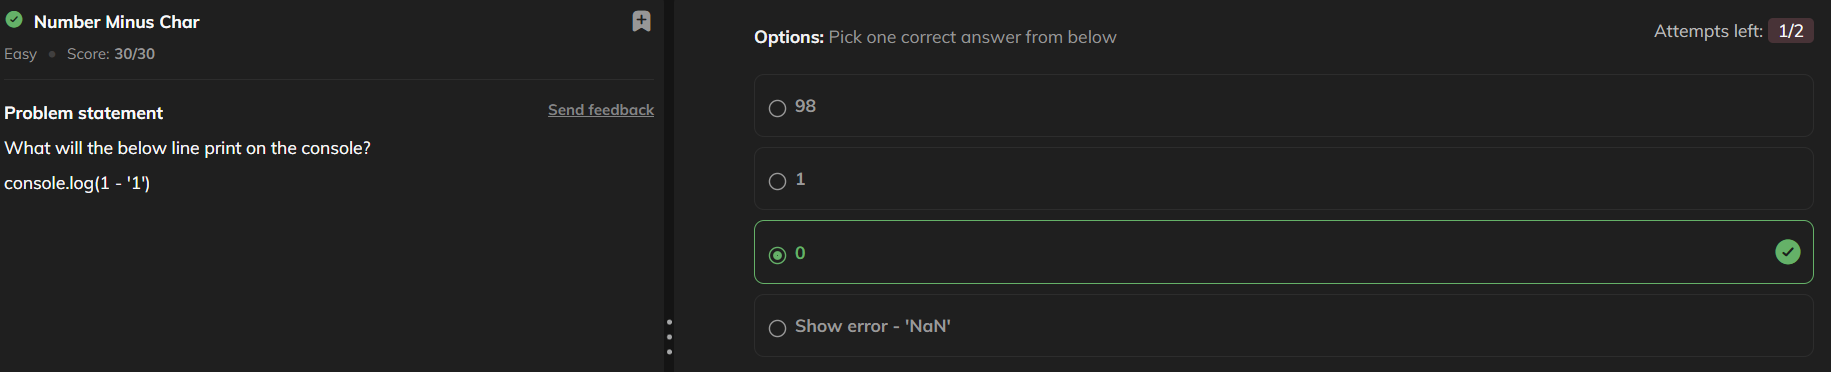 Number Minus Char
Easy • Score: 30/30
Problem statement
Send feedback
What will the below line print on the console?
console.log(1 - '1')
Options: Pick one correct answer from below
Attempts left: 1/2
98
1
0
Show error - 'NaN'